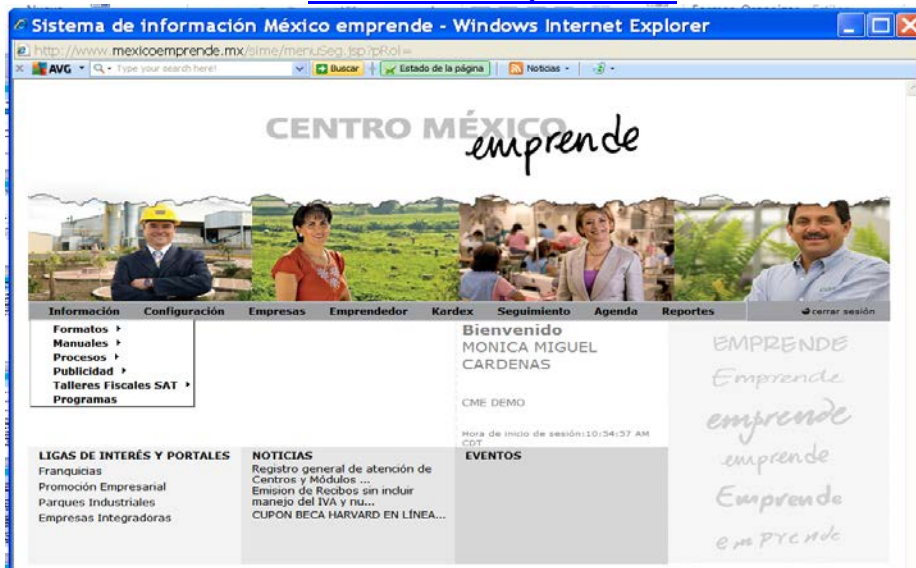 Sistema de información México emprende - Windows Internet Explorer
http://www.mexicoemprende.mx/sime/menuSeg.jsp?pRol=
AVG
Type your search here!
Buscar
Estado de la página
Noticias
CENTRO MÉXICO
emprende
Información Configuración Empresas Emprendedor Kardex Seguimiento Agenda Reportes cerrar sesión
Formatos
Manuales
Procesos
Publicidad
Talleres Fiscales SAT
Programas
Bienvenido
MONICA MIGUEL
CARDENAS
CME DEMO
Hora de inicio de sesión:10:54:57 AM
CDT
EMPRENDE
Emprende
emprende
emprende
Emprende
emprende
LIGAS DE INTERÉS Y PORTALES
Franquicias
Promoción Empresarial
Parques Industriales
Empresas Integradoras
NOTICIAS
Registro general de atención de
Centros y Módulos ...
Emision de Recibos sin incluir
manejo del IVA y nu...
CUPON BECA HARVARD EN LÍNEA...
EVENTOS